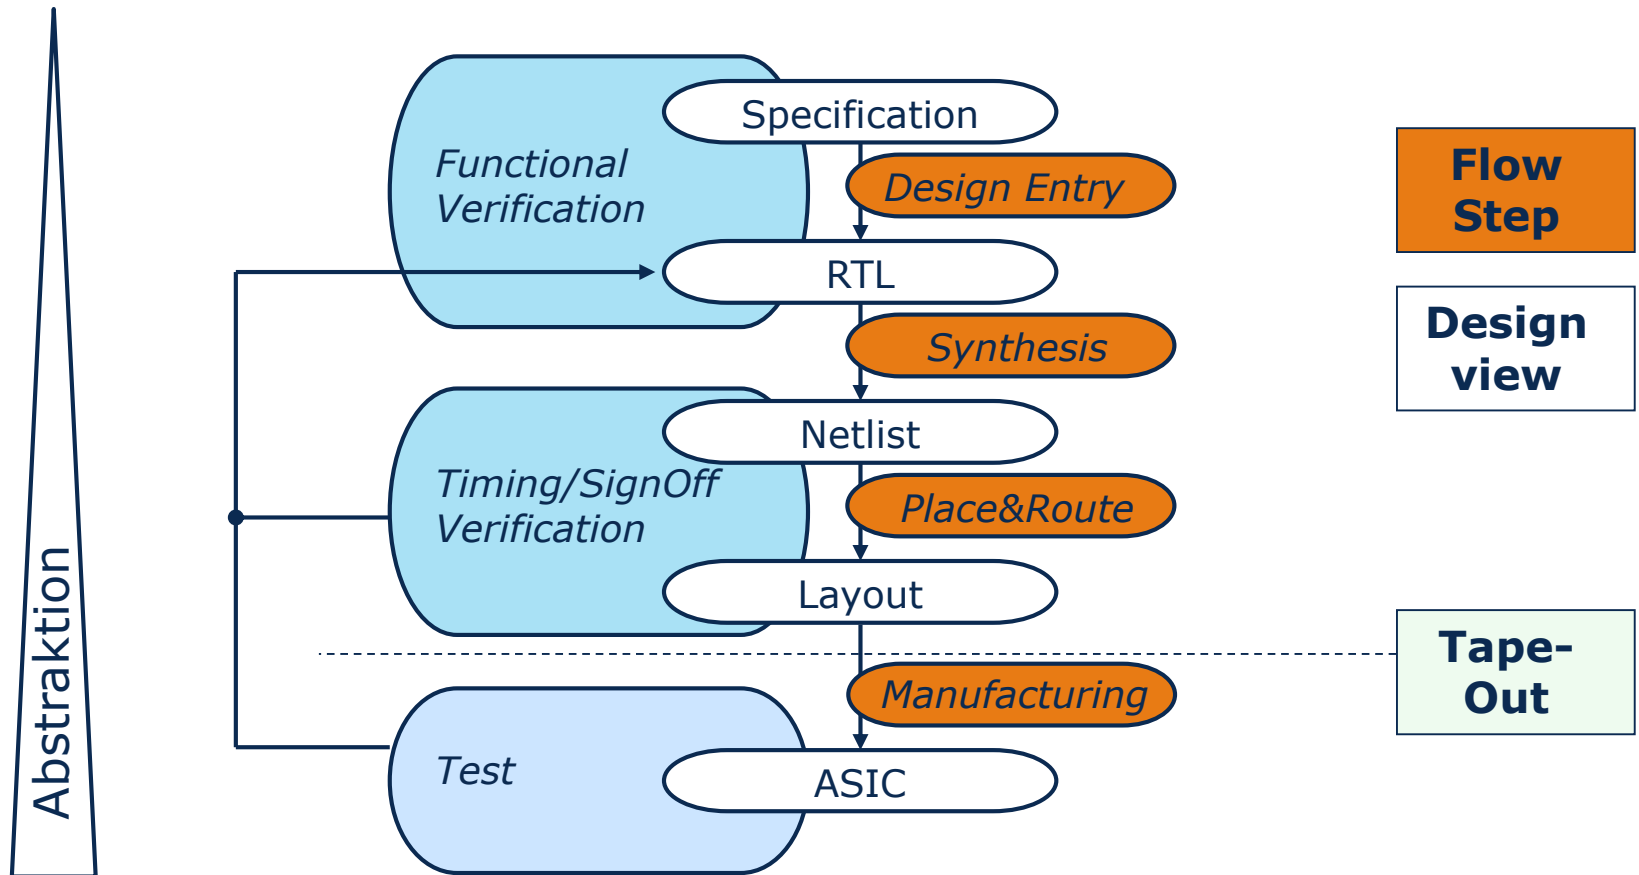 Specification
Functional
Verification
Design Entry
RTL
Synthesis
Netlist
Timing/SignOff
Verification
Place&Route
Layout
Manufacturing
Test
ASIC
Abstraktion
Flow
Step
Design
view
Tape-
Out